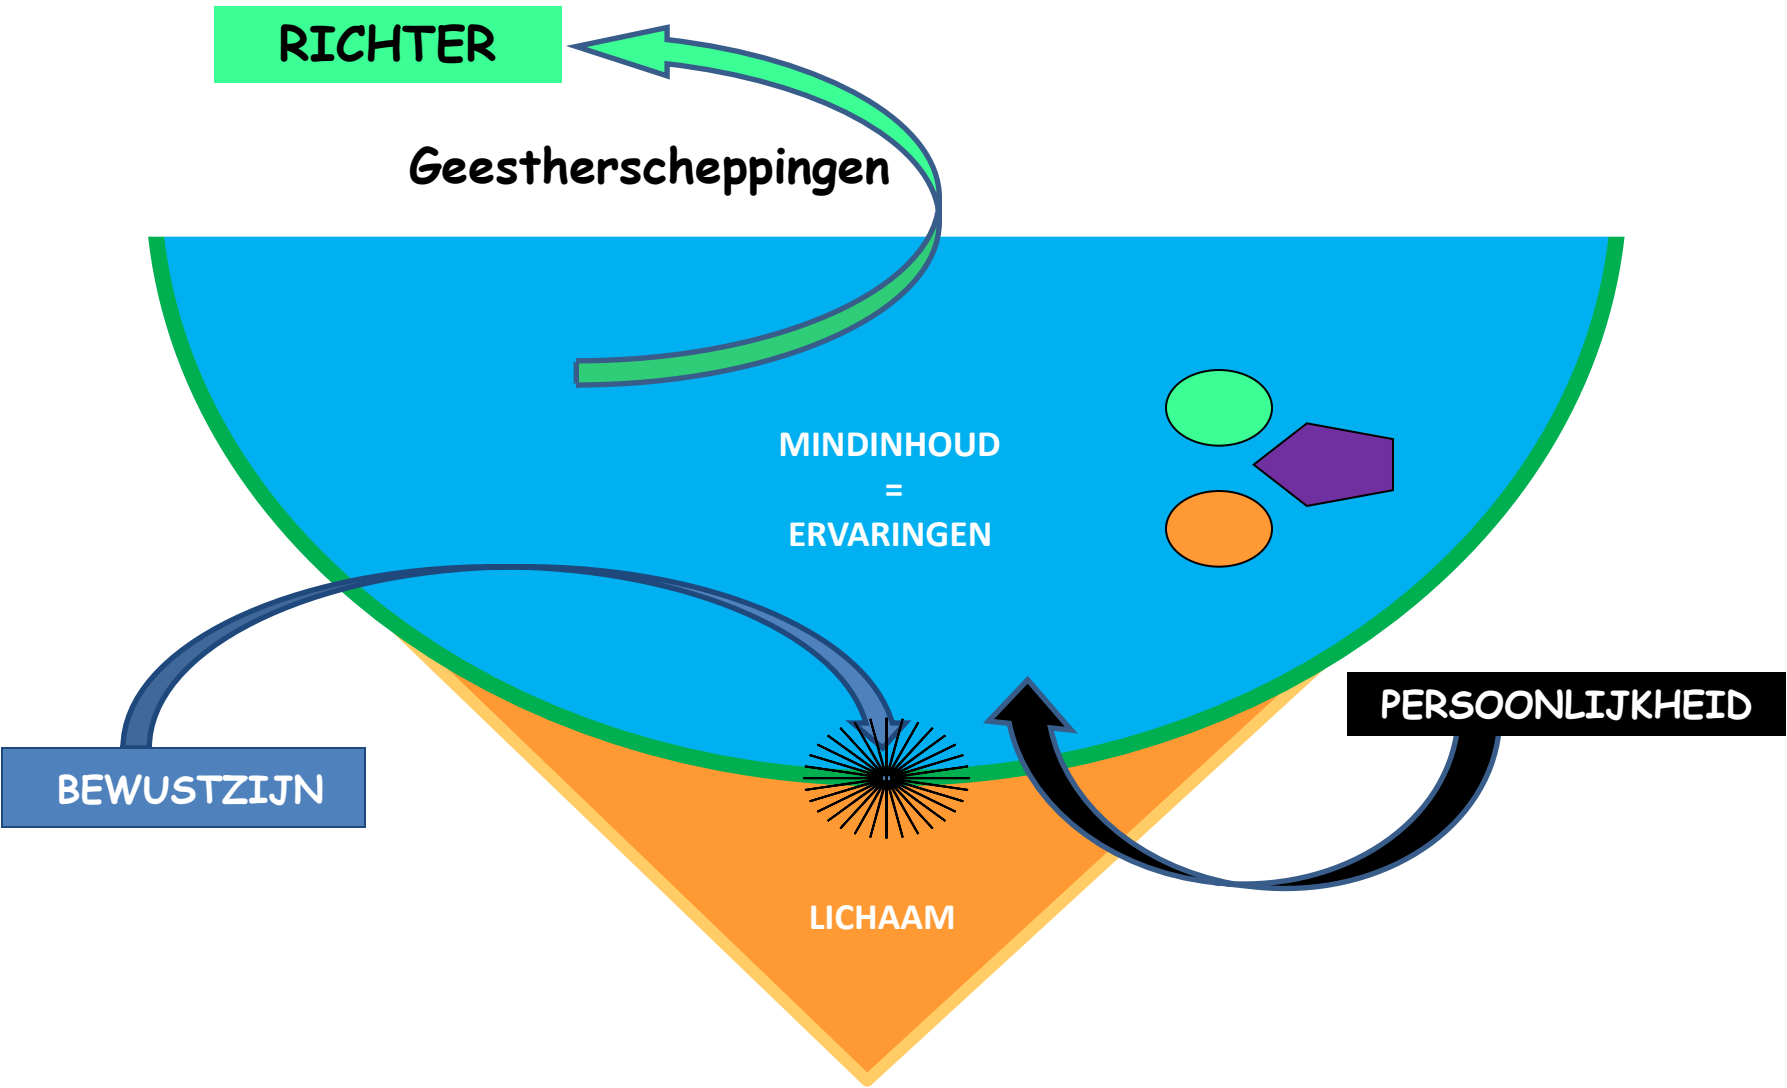 RICHTER
Geestherscheppingen
MINDINHOUD
=
ERVARINGEN
PERSOONLIJKHEID
BEWUSTZIJN
LICHAAM